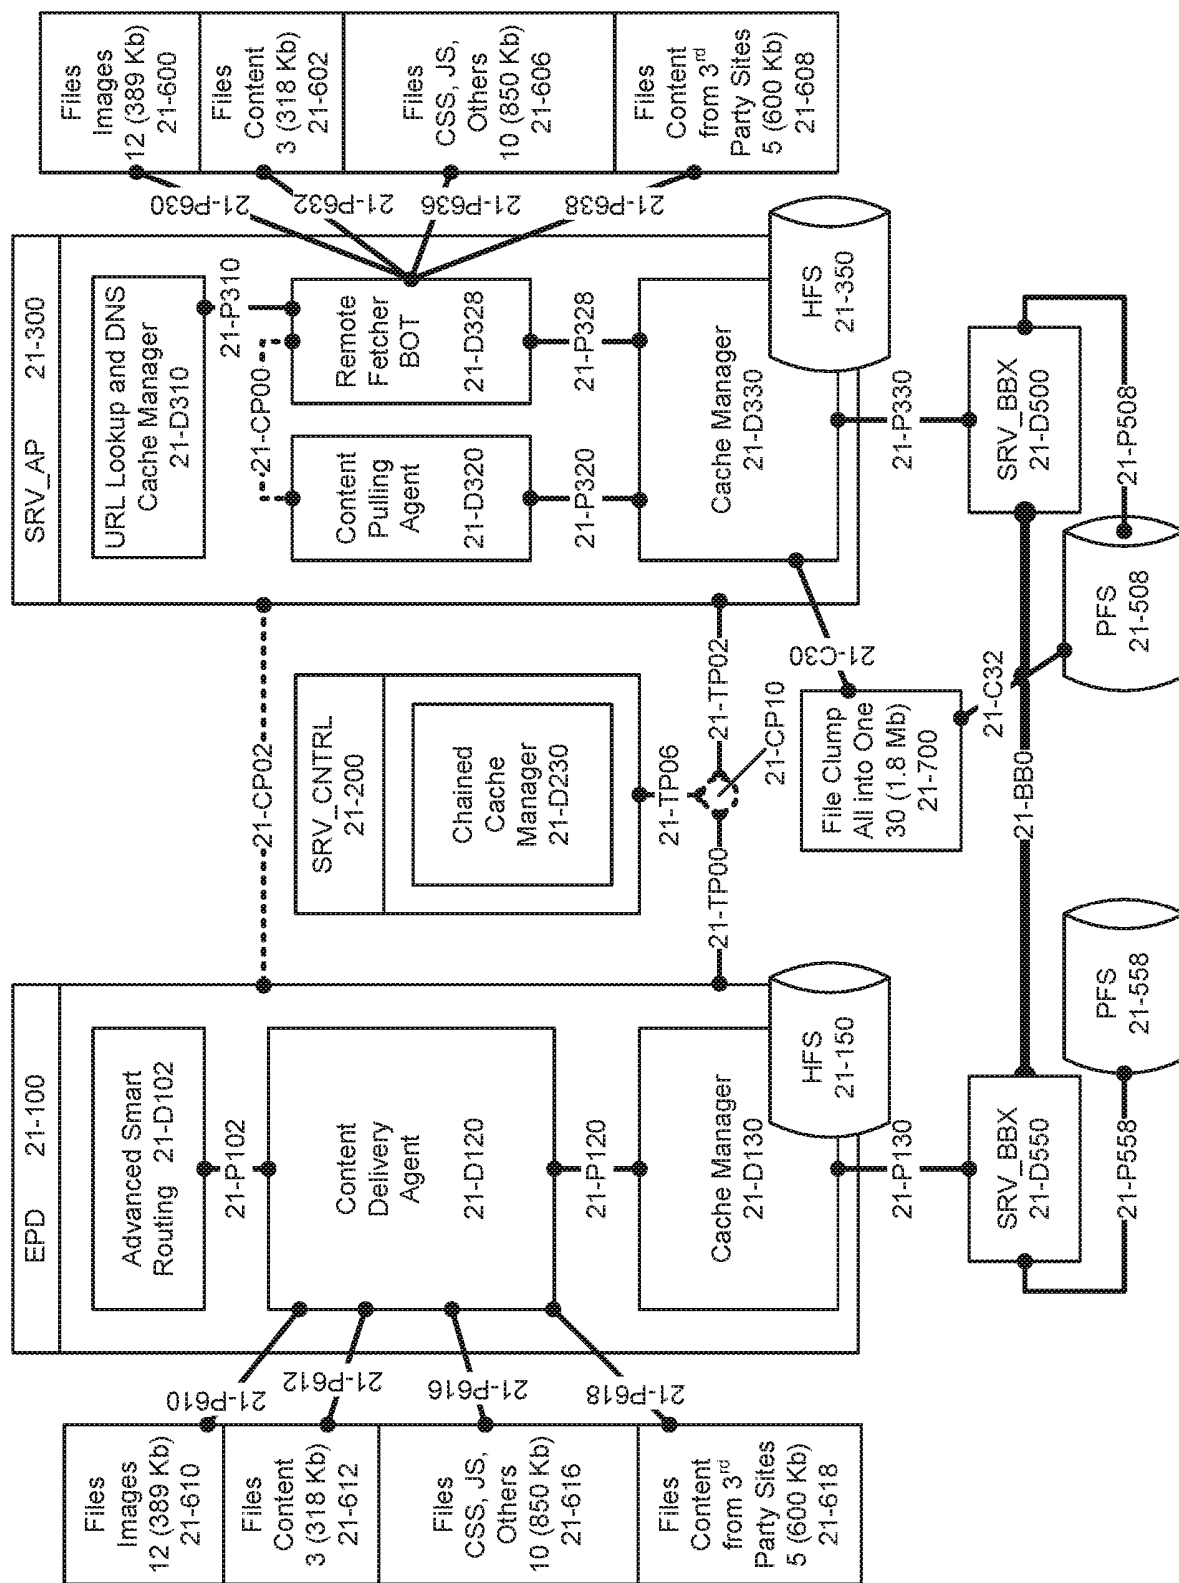 EPD 21-100
Advanced Smart
Routing 21-D102
21-P102
Content
Delivery
Agent
21-D120
21-P120
Cache Manager
21-D130
HFS
21-150
21-P130
SRV_BBX
21-D550
21-P558
PFS
21-558
Files
Images
12 (389 Kb)
21-610
Files
Content
3 (318 Kb)
21-612
Files
CSS, JS,
Others
10 (850 Kb)
21-616
Files
Content
from 3rd
Party Sites
5 (600 Kb)
21-618
21-P610
21-P612
21-P616
21-P618
21-CP02
SRV_CNTRL
21-200
Chained
Cache
Manager
21-D230
21-TP06
21-TP00
21-TP02
21-CP10
File Clump
All into One
30 (1.8 Mb)
21-700
21-C30
21-C32
21-BB0
SRV_AP 21-300
URL Lookup and DNS
Cache Manager
21-D310
21-P310
21-CP00
Content
Pulling
Agent
21-D320
Remote
Fetcher
BOT
21-D328
21-P320
21-P328
Cache Manager
21-D330
HFS
21-350
21-P330
SRV_BBX
21-D500
21-P508
PFS
21-508
21-P630
21-P632
21-P636
21-P638
Files
Images
12 (389 Kb)
21-600
Files
Content
3 (318 Kb)
21-602
Files
CSS, JS,
Others
10 (850 Kb)
21-606
Files
Content
from 3rd
Party Sites
5 (600 Kb)
21-608